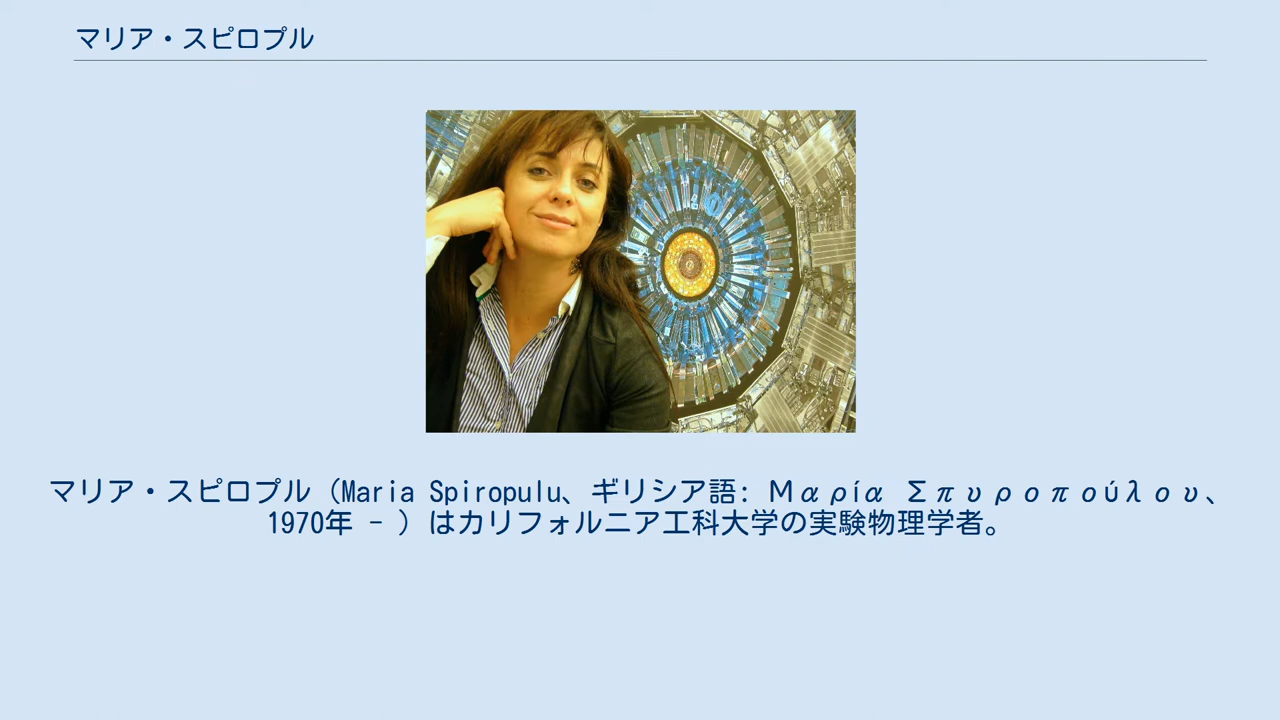 マリア・スピロプル
マリア・スピロプル (Maria Spiropulu、ギリシア語: Μαρία Σπυροπούλου、
1970年 - ）はカリフォルニア工科大学の実験物理学者。